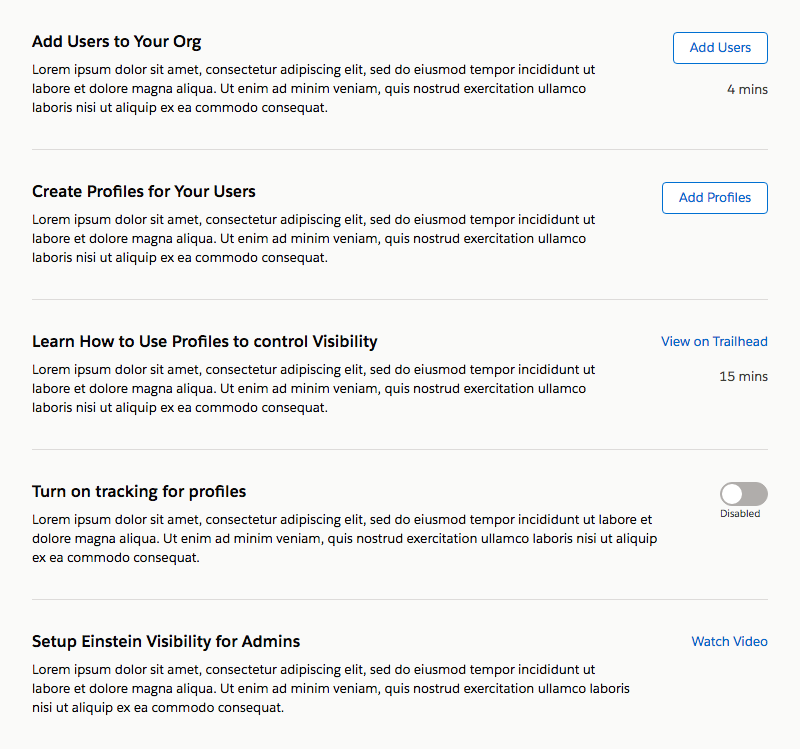 Add Users to Your Org
Add Users
Lorem ipsum dolor sit amet, consectetur adipiscing elit, sed do eiusmod tempor incididunt ut
labore et dolore magna aliqua. Ut enim ad minim veniam, quis nostrud exercitation ullamco
laboris nisi ut aliquip ex ea commodo consequat.
4 mins
Create Profiles for Your Users
Add Profiles
Lorem ipsum dolor sit amet, consectetur adipiscing elit, sed do eiusmod tempor incididunt ut
labore et dolore magna aliqua. Ut enim ad minim veniam, quis nostrud exercitation ullamco
laboris nisi ut aliquip ex ea commodo consequat.
Learn How to Use Profiles to control Visibility
View on Trailhead
Lorem ipsum dolor sit amet, consectetur adipiscing elit, sed do eiusmod tempor incididunt ut
labore et dolore magna aliqua. Ut enim ad minim veniam, quis nostrud exercitation ullamco
laboris nisi ut aliquip ex ea commodo consequat.
15 mins
Turn on tracking for profiles
Lorem ipsum dolor sit amet, consectetur adipiscing elit, sed do eiusmod tempor incididunt ut labore et
dolore magna aliqua. Ut enim ad minim veniam, quis nostrud exercitation ullamco laboris nisi ut aliquip
ex ea commodo consequat.
Disabled
Setup Einstein Visibility for Admins
Watch Video
Lorem ipsum dolor sit amet, consectetur adipiscing elit, sed do eiusmod tempor incididunt ut
labore et dolore magna aliqua. Ut enim ad minim veniam, quis nostrud exercitation ullamco laboris
nisi ut aliquip ex ea commodo consequat.